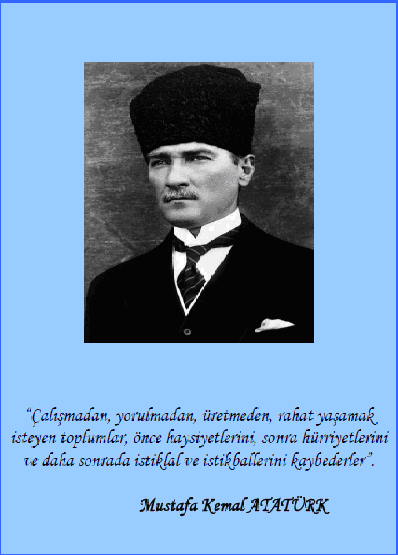 “Çalışmadan, yorulmadan, üretmeden, rahat yaşamak
isteyen toplumlar, önce haysiyetlerini, sonra hürriyetlerini
ve daha sonrada istiklal ve istikballerini kaybederler”.
Mustafa Kemal ATATÜRK